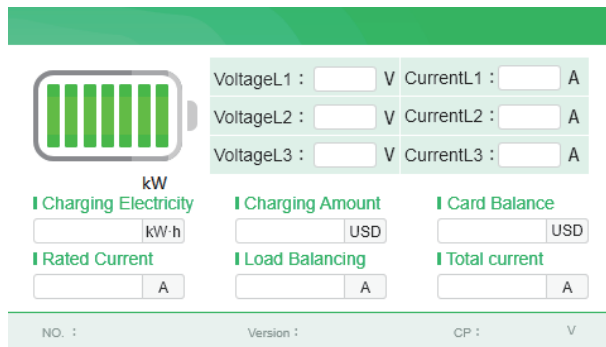 VoltageL1： V CurrentL1： A
VoltageL2： V CurrentL2： A
VoltageL3： V CurrentL3： A
kW
Charging Electricity Charging Amount Card Balance
kW·h USD USD
Rated Current Load Balancing Total current
A A A
NO. ： Version： CP： V